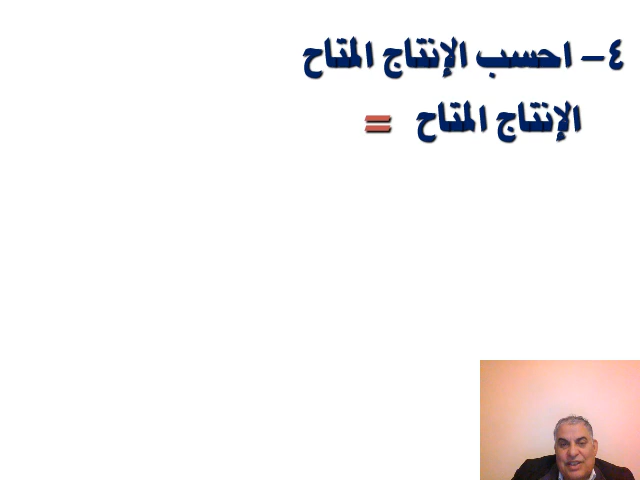 ٤– احسب الإنتاج المتاح
الإنتاج المتاح =